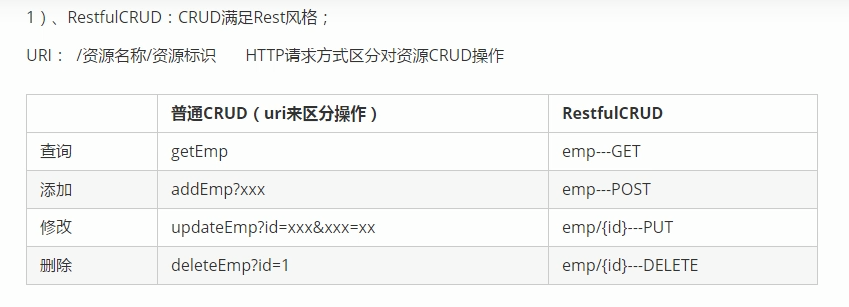 1）、RestfulCRUD：CRUD满足Rest风格；
URI： /资源名称/资源标识 HTTP请求方式区分对资源CRUD操作
普通CRUD（uri来区分操作） RestfulCRUD
查询 getEmp emp---GET
添加 addEmp?xxx emp---POST
修改 updateEmp?id=xxx&xxx=xx emp/{id}---PUT
删除 deleteEmp?id=1 emp/{id}---DELETE